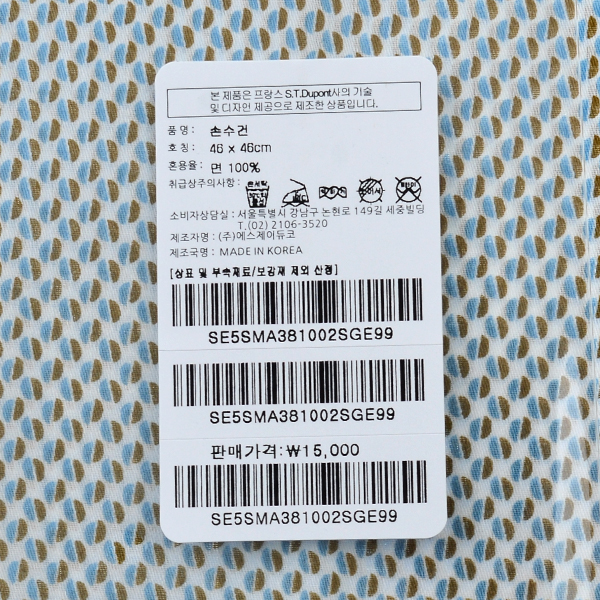 본 제품은 프랑스 S.T.Dupont사의 기술
및 디자인 제공으로 제조한 상품입니다.
품 명 : 손수건
호 칭 : 46 x 46cm
혼용율 : 면 100%
취급상주의사항 :
소비자상담실 : 서울특별시 강남구 논현로 149길 세중빌딩
T.(02) 2106-3520
제조자명 : (주)에스제이듀코
제조국명 : MADE IN KOREA
[상표 및 부속재료/보강재 제외 산정]
SE5SMA381002SGE99
SE5SMA381002SGE99
판매가격:₩15,000
SE5SMA381002SGE99